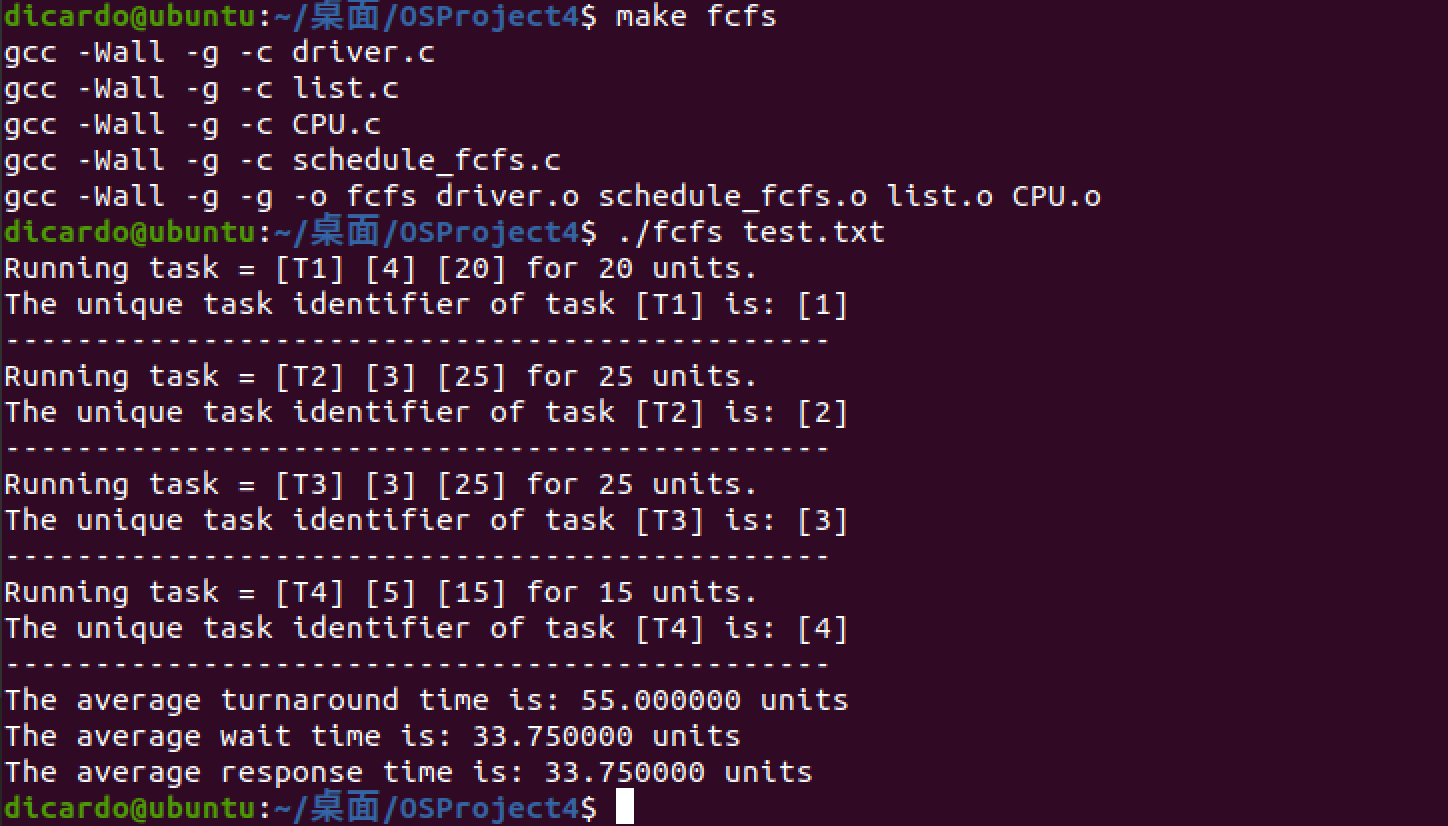 dicardo@ubuntu:~/桌面/OSProject4$ make fcfs
gcc -Wall -g -c driver.c
gcc -Wall -g -c list.c
gcc -Wall -g -c CPU.c
gcc -Wall -g -c schedule_fcfs.c
gcc -Wall -g -g -o fcfs driver.o schedule_fcfs.o list.o CPU.o
dicardo@ubuntu:~/桌面/OSProject4$ ./fcfs test.txt
Running task = [T1] [4] [20] for 20 units.
The unique task identifier of task [T1] is: [1]
----------------------------------------------
Running task = [T2] [3] [25] for 25 units.
The unique task identifier of task [T2] is: [2]
----------------------------------------------
Running task = [T3] [3] [25] for 25 units.
The unique task identifier of task [T3] is: [3]
----------------------------------------------
Running task = [T4] [5] [15] for 15 units.
The unique task identifier of task [T4] is: [4]
----------------------------------------------
The average turnaround time is: 55.000000 units
The average wait time is: 33.750000 units
The average response time is: 33.750000 units
dicardo@ubuntu:~/桌面/OSProject4$